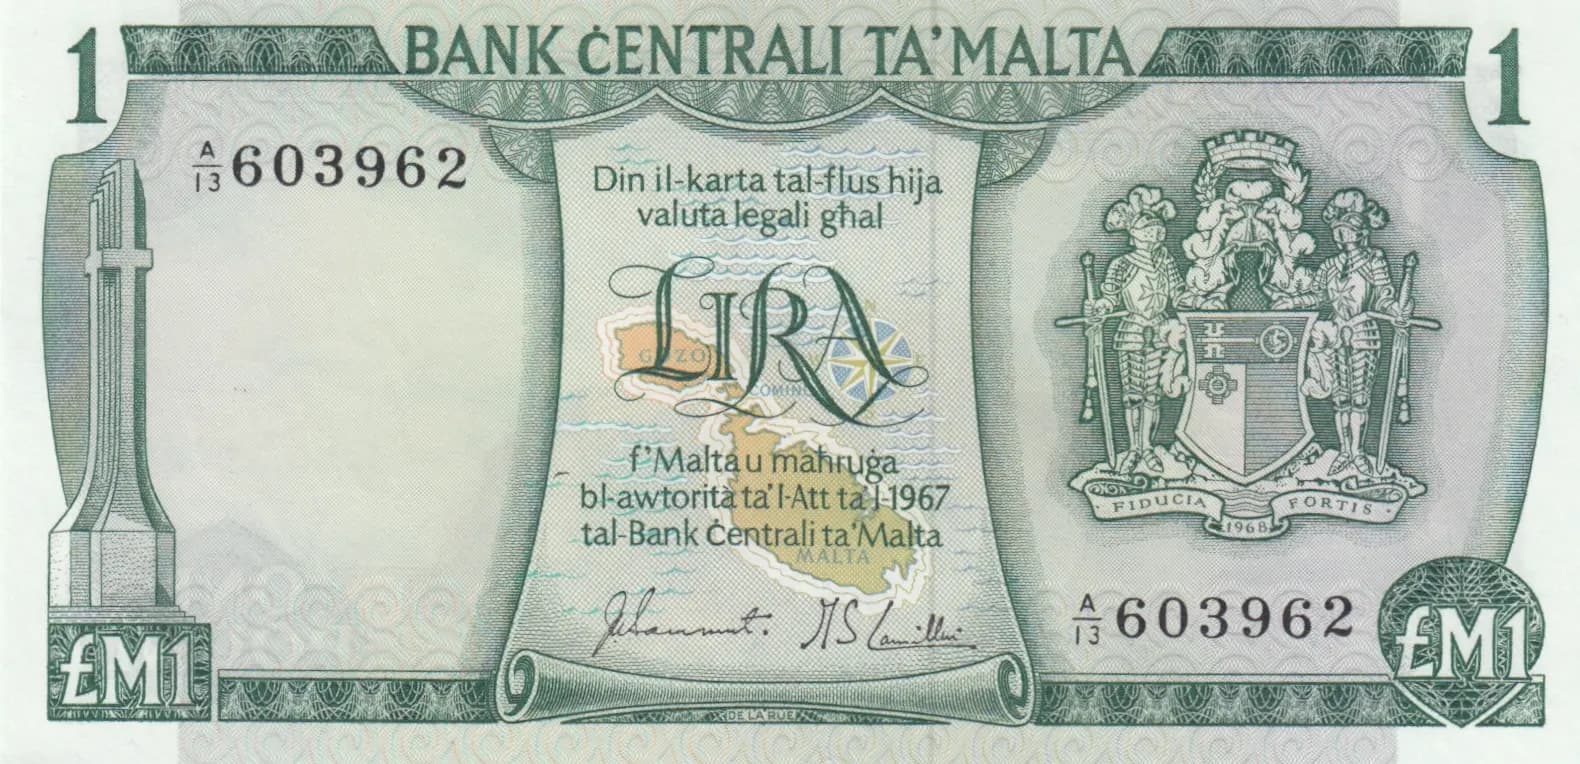 1 BANK ĊENTRALI TA' MALTA 1
A/13 603962
Din il-karta tal-flus hija
valuta legali għal
LIRA
GOZO
COMINO
f'Malta u maħruġa
bl-awtorità ta' l-Att ta' l-1967
tal-Bank Ċentrali ta' Malta
MALTA
FIDUCIA FORTIS
1968
A/13 603962
£M1
£M1
DE LA RUE